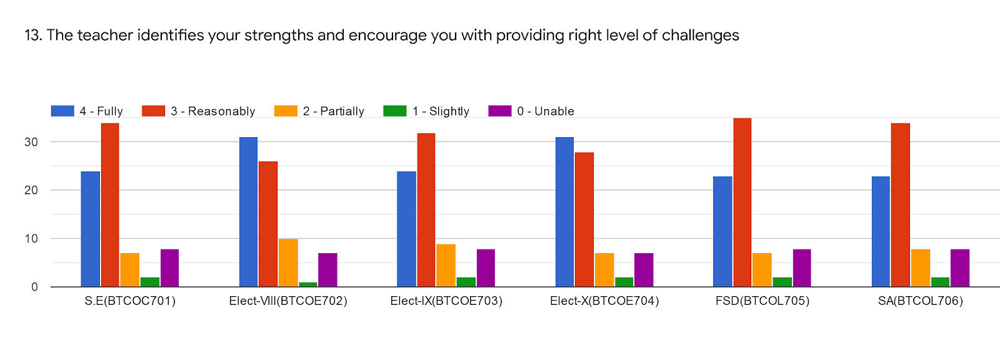 13. The teacher identifies your strengths and encourage you with providing right level of challenges
4 - Fully 3 - Reasonably 2 - Partially 1 - Slightly 0 - Unable
30
20
10
0
S.E(BTCOC701) Elect-VIII(BTCOE702) Elect-IX(BTCOE703) Elect-X(BTCOE704) FSD(BTCOL705) SA(BTCOL706)